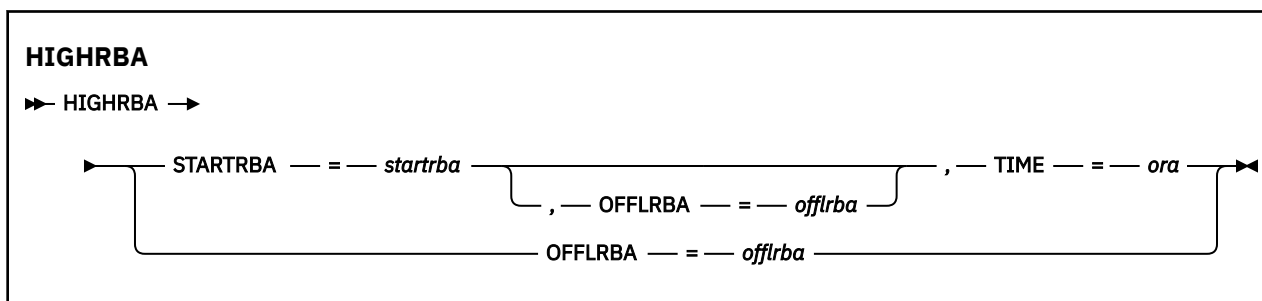 HIGHRBA
HIGHRBA
STARTRBA = startrba , TIME = ora
, OFFLRBA = offlrba
OFFLRBA = offlrba